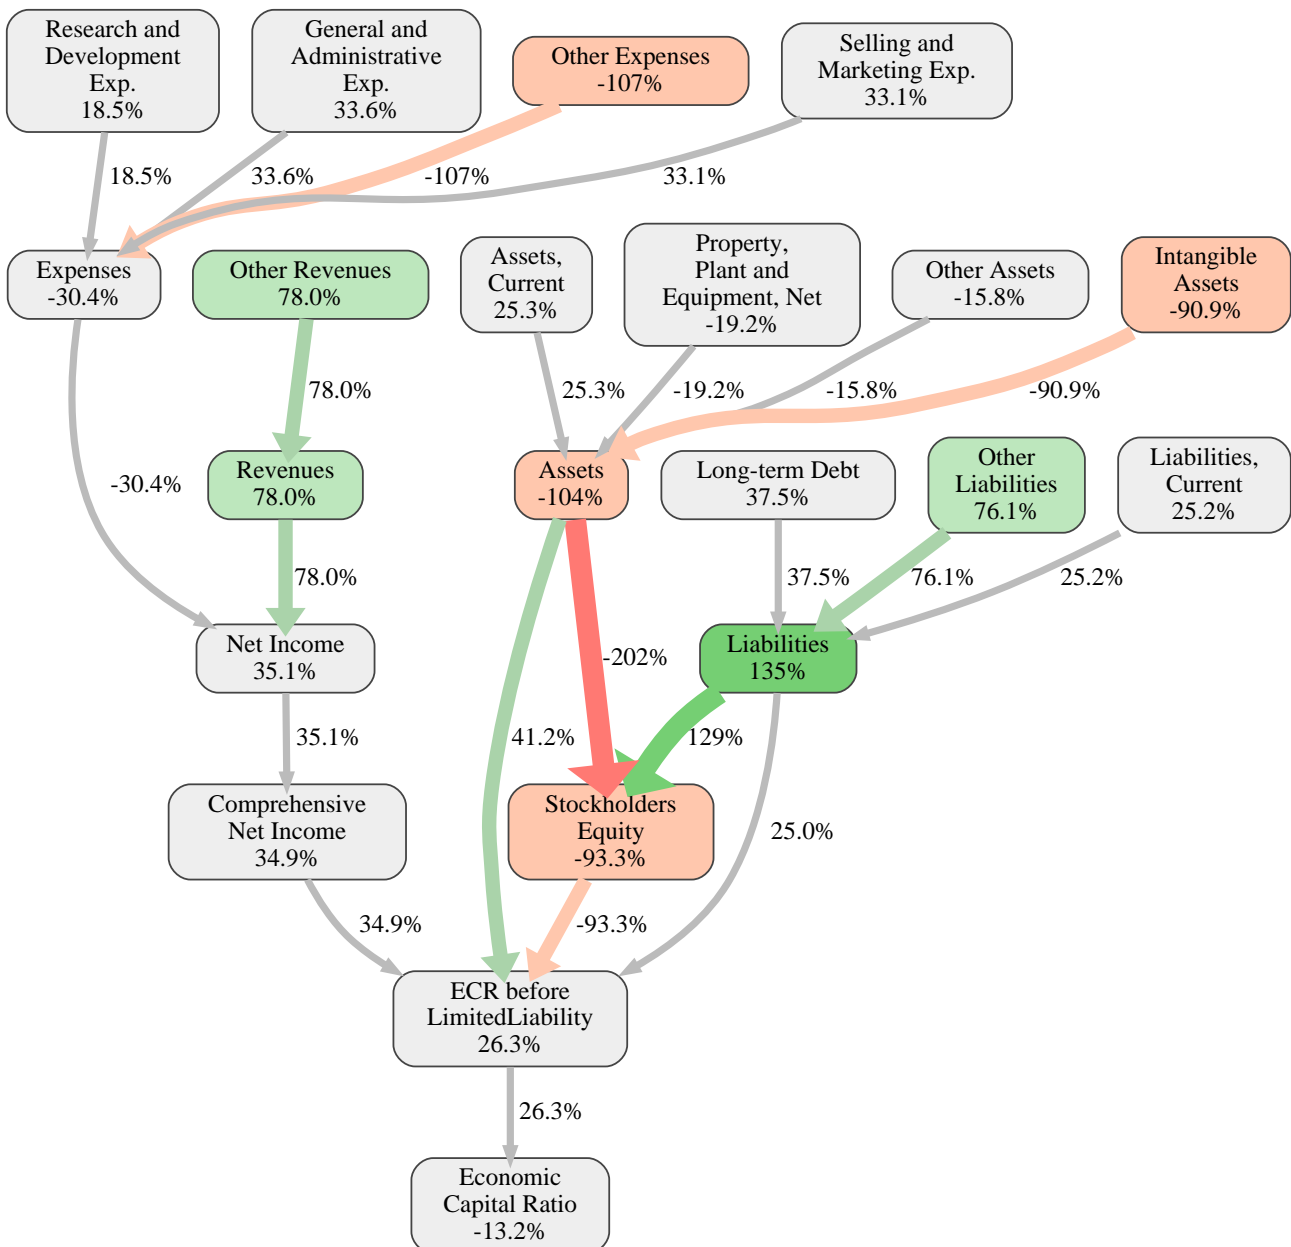 Research and
Development
Exp.
18.5%
General and
Administrative
Exp.
33.6%
Other Expenses
-107%
Selling and
Marketing Exp.
33.1%
18.5%
33.6%
-107%
33.1%
Expenses
-30.4%
Other Revenues
78.0%
Assets,
Current
25.3%
Property,
Plant and
Equipment, Net
-19.2%
Other Assets
-15.8%
Intangible
Assets
-90.9%
78.0%
25.3%
-19.2%
-15.8%
-90.9%
-30.4%
Revenues
78.0%
Assets
-104%
Long-term Debt
37.5%
Other
Liabilities
76.1%
Liabilities,
Current
25.2%
78.0%
37.5%
76.1%
25.2%
Net Income
35.1%
-202%
Liabilities
135%
35.1%
41.2%
129%
Comprehensive
Net Income
34.9%
Stockholders
Equity
-93.3%
25.0%
34.9%
-93.3%
ECR before
LimitedLiability
26.3%
26.3%
Economic
Capital Ratio
-13.2%